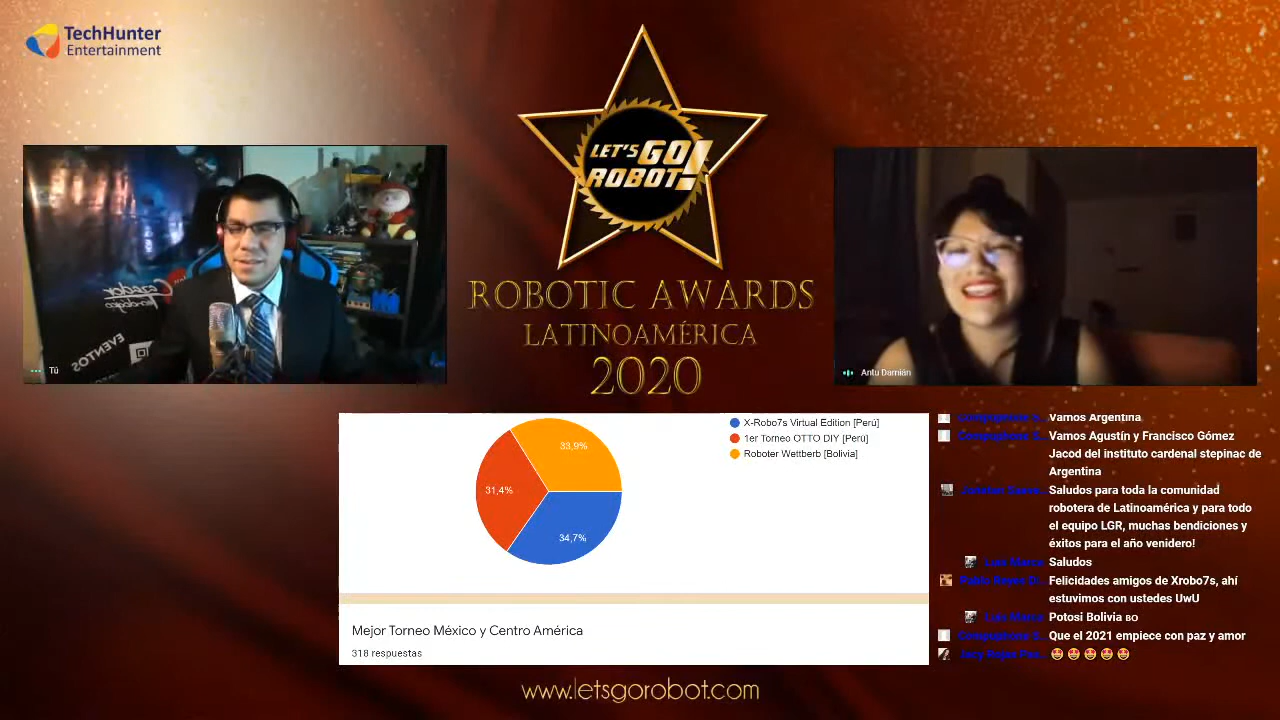 TechHunter
Entertainment
LET'S GO!
ROBOT!
ROBOTIC AWARDS
LATINOAMÉRICA
2020
EVENTOS
Tú
Antu Damián
33,9%
31,4%
34,7%
X-Robo7s Virtual Edition [Perú]
1er Torneo OTTO DIY [Perú]
Roboter Wettberb [Bolivia]
Mejor Torneo México y Centro América
318 respuestas
Vamos Argentina
Vamos Agustín y Francisco Gómez
Jacod del instituto cardenal stepinac de
Argentina
Saludos para toda la comunidad
robotera de Latinoamérica y para todo
el equipo LGR, muchas bendiciones y
éxitos para el año venidero!
Saludos
Felicidades amigos de Xrobo7s, ahí
estuvimos con ustedes UwU
Potosi Bolivia BO
Que el 2021 empiece con paz y amor
www.letsgorobot.com